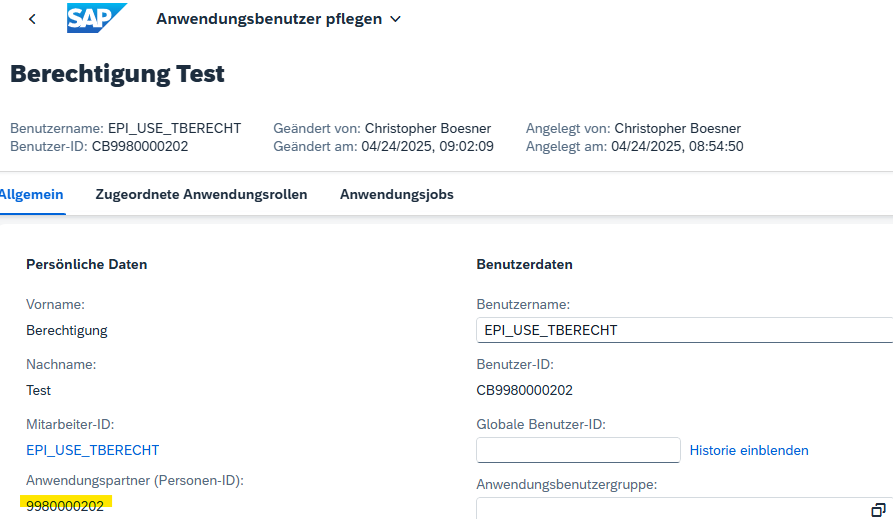 SAP Anwendungsbenutzer pflegen
Berechtigung Test
Benutzername: EPI_USE_TBERECHT
Benutzer-ID: CB9980000202
Geändert von: Christopher Boesner
Geändert am: 04/24/2025, 09:02:09
Angelegt von: Christopher Boesner
Angelegt am: 04/24/2025, 08:54:50
Allgemein Zugeordnete Anwendungsrollen Anwendungsjobs
Persönliche Daten
Vorname:
Berechtigung
Nachname:
Test
Mitarbeiter-ID:
EPI_USE_TBERECHT
Anwendungspartner (Personen-ID):
9980000202
Benutzerdaten
Benutzername:
EPI_USE_TBERECHT
Benutzer-ID:
CB9980000202
Globale Benutzer-ID:
Historie einblenden
Anwendungsbenutzergruppe: